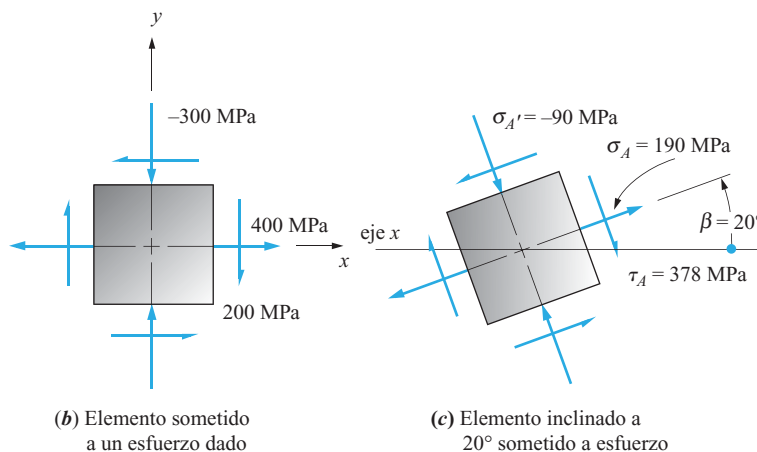 y
–300 MPa
400 MPa
x
200 MPa
(b) Elemento sometido
a un esfuerzo dado
σA' = –90 MPa
σA = 190 MPa
eje x
β = 20°
τA = 378 MPa
(c) Elemento inclinado a
20° sometido a esfuerzo